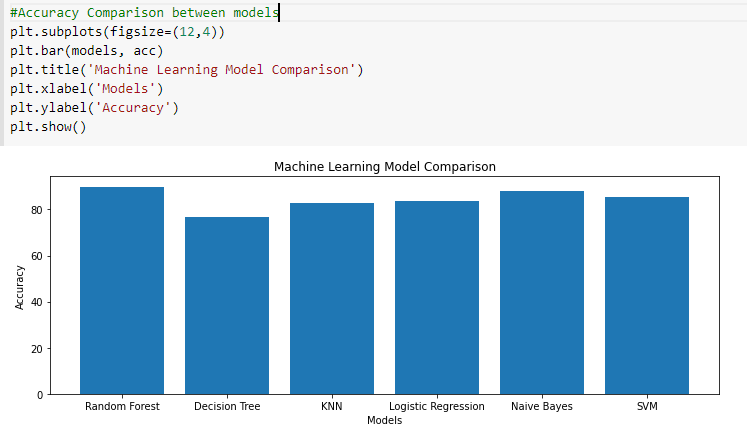 #Accuracy Comparison between models
plt.subplots(figsize=(12,4))
plt.bar(models, acc)
plt.title('Machine Learning Model Comparison')
plt.xlabel('Models')
plt.ylabel('Accuracy')
plt.show()
Machine Learning Model Comparison
Accuracy
80
60
40
20
0
Random Forest Decision Tree KNN Logistic Regression Naive Bayes SVM
Models